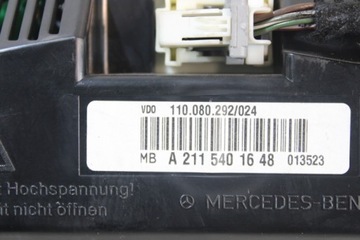 VDO 110.080.292/024
MB A 211 540 16 48 013523
Hochspannung!
nicht öffnen
MERCEDES-BEN